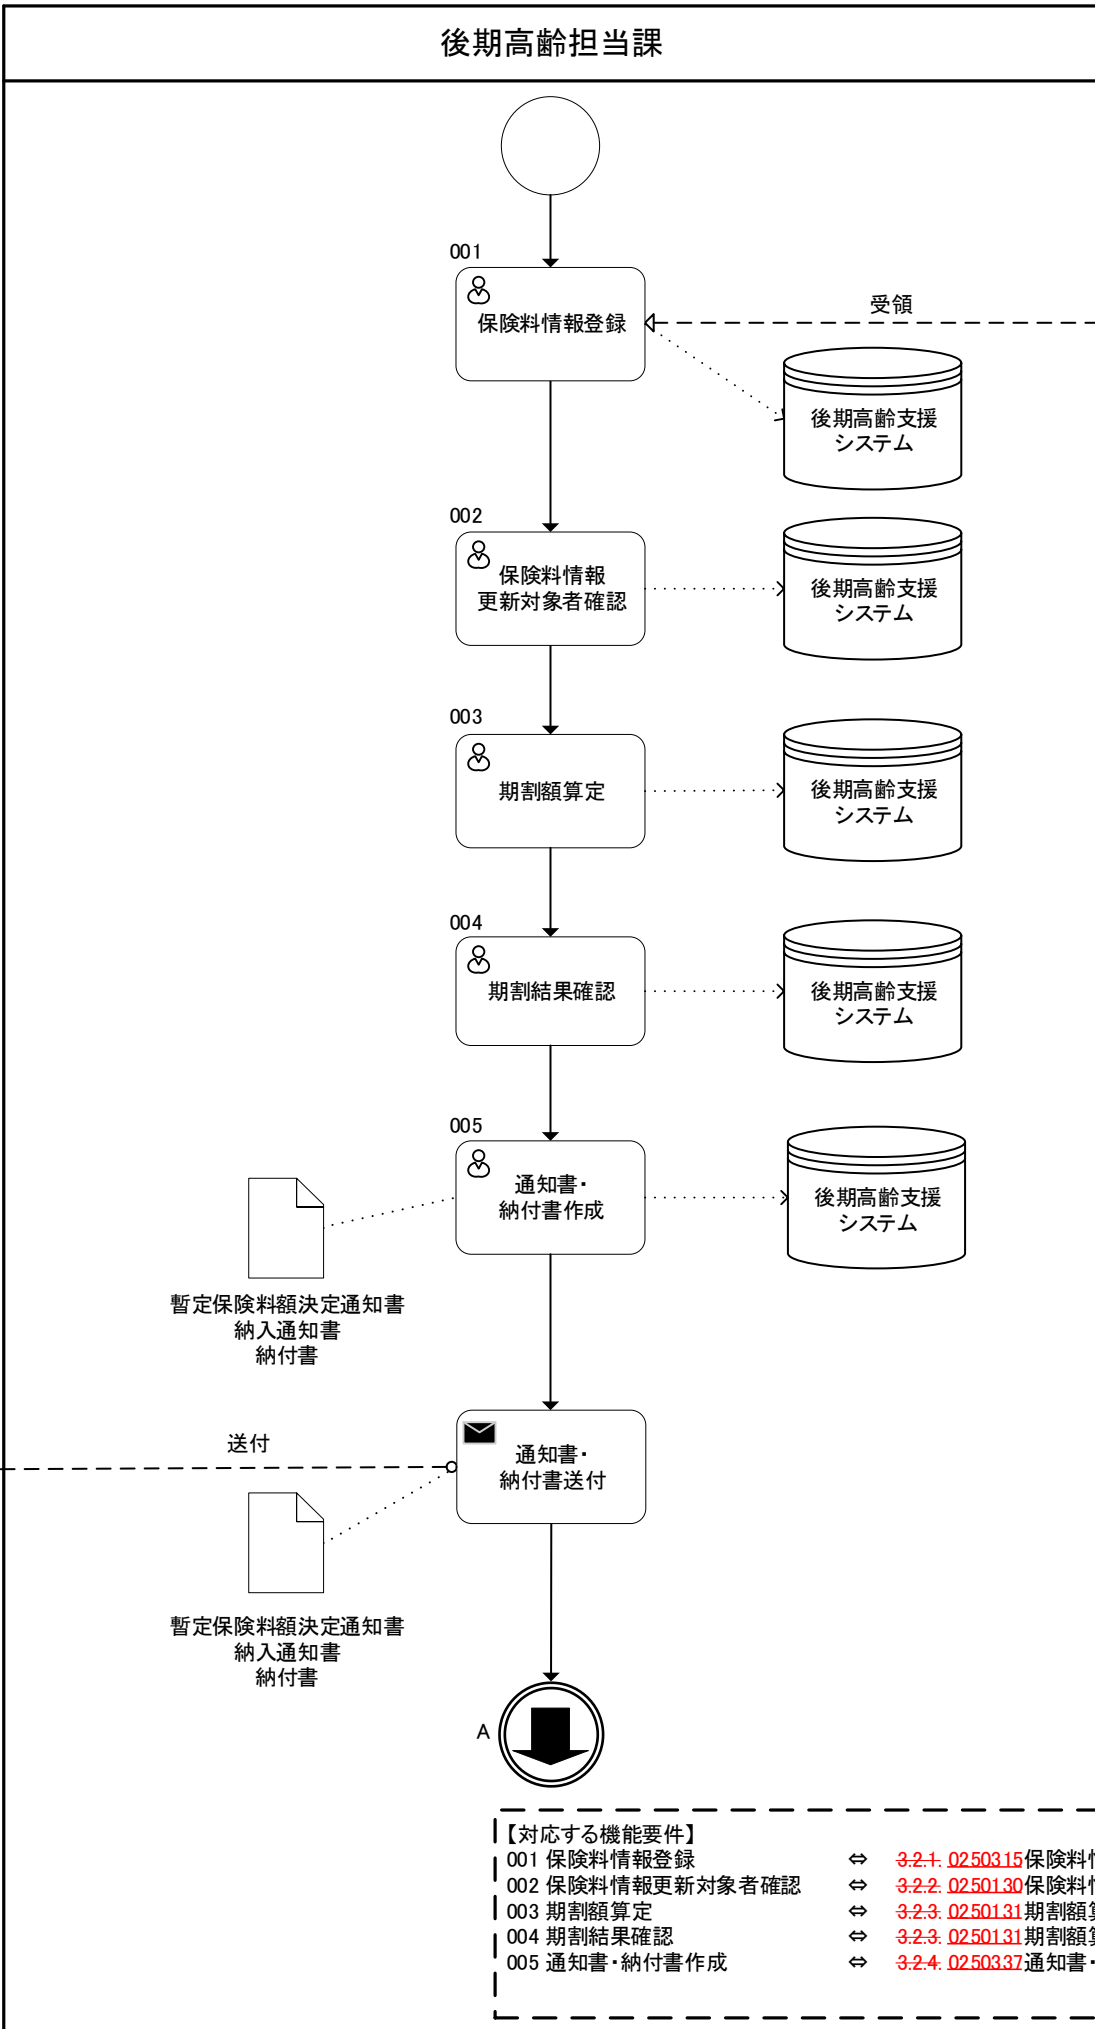 後期高齢担当課
001
保険料情報登録
受領
後期高齢支援
システム
002
保険料情報
更新対象者確認
後期高齢支援
システム
003
期割額算定
後期高齢支援
システム
004
期割結果確認
後期高齢支援
システム
005
通知書・
納付書作成
後期高齢支援
システム
暫定保険料額決定通知書
納入通知書
納付書
送付
通知書・
納付書送付
暫定保険料額決定通知書
納入通知書
納付書
A
【対応する機能要件】
001 保険料情報登録 ⇔ 3.2.1. 0250315保険料
002 保険料情報更新対象者確認 ⇔ 3.2.2. 0250130保険料
003 期割額算定 ⇔ 3.2.3. 0250131期割額
004 期割結果確認 ⇔ 3.2.3. 0250131期割額
005 通知書・納付書作成 ⇔ 3.2.4. 0250337通知書・